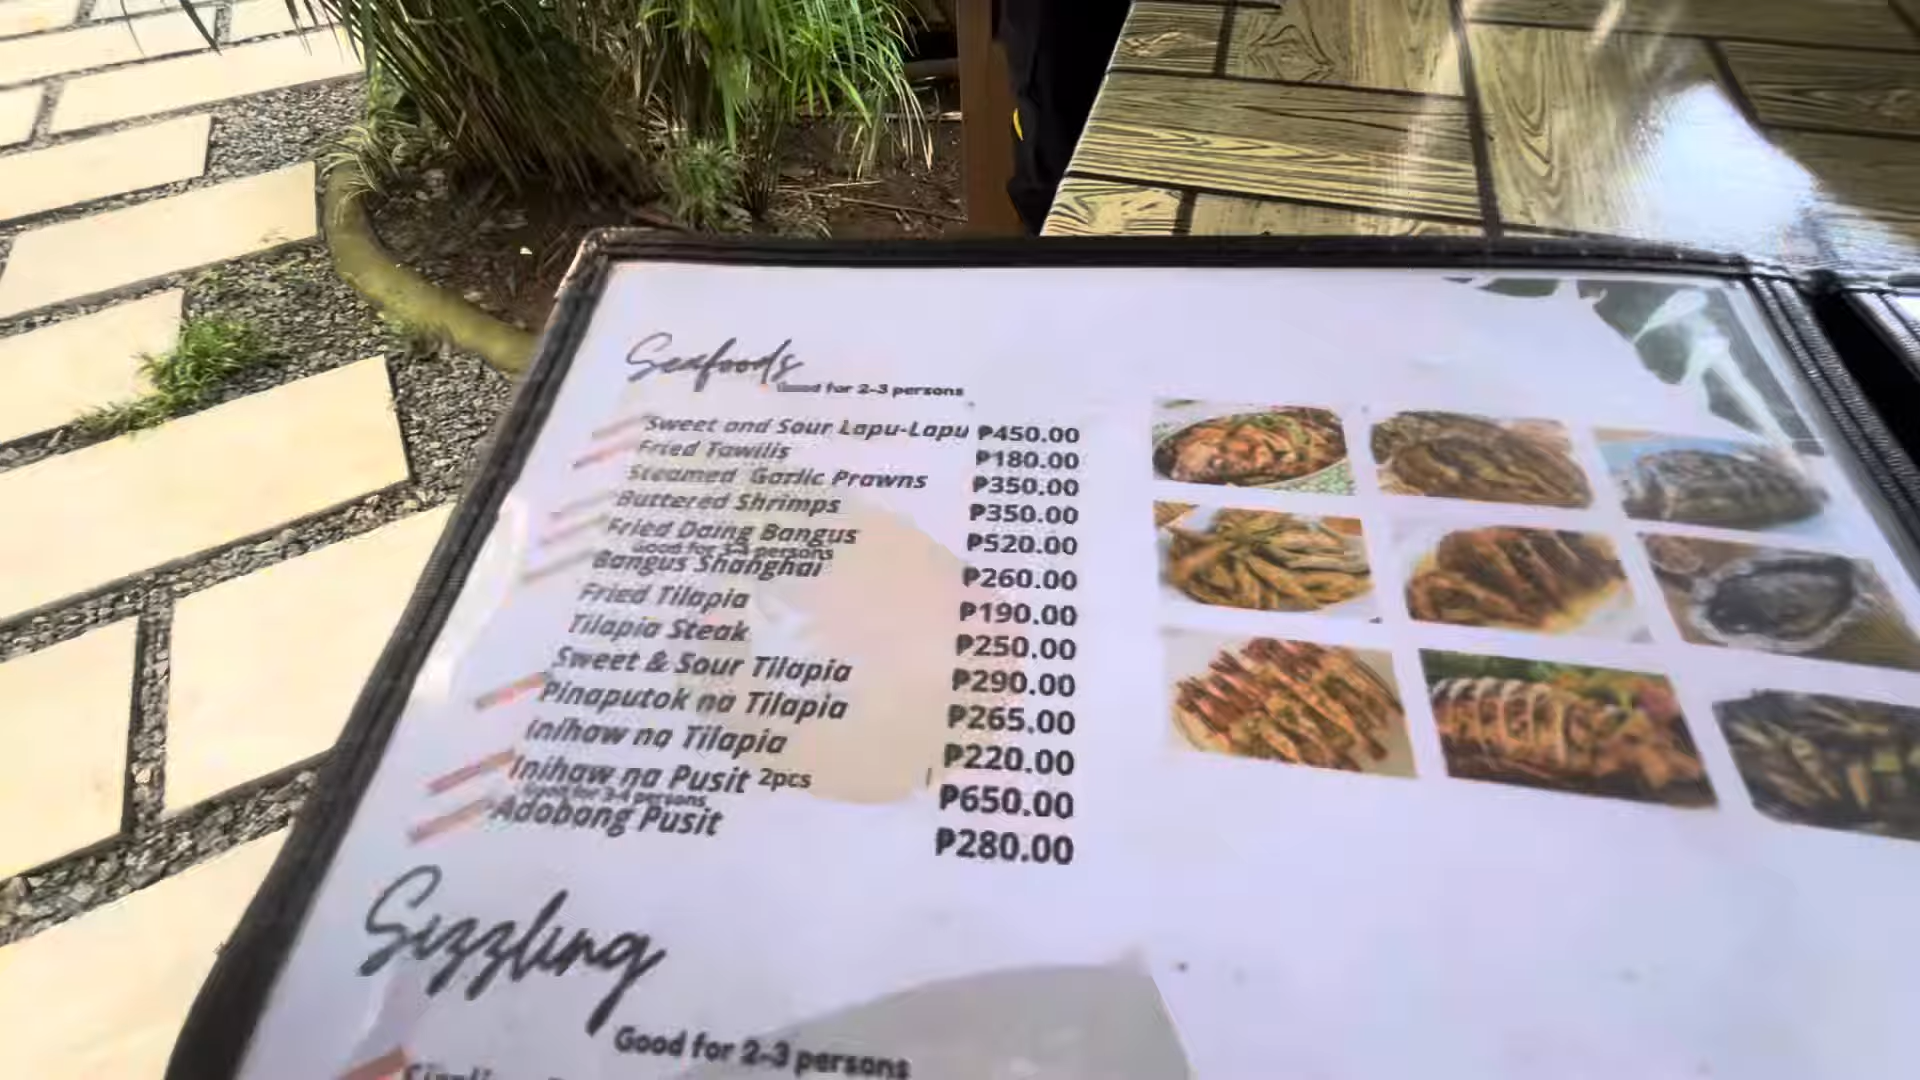 Seafoods
Good for 2-3 persons
Sweet and Sour Lapu-Lapu ₱450.00
Fried Tawilis ₱180.00
Steamed Garlic Prawns ₱350.00
Buttered Shrimps ₱350.00
Fried Daing Bangus ₱520.00
Good for 3-4 persons
Bangus Shanghai ₱260.00
Fried Tilapia ₱190.00
Tilapia Steak ₱250.00
Sweet & Sour Tilapia ₱290.00
Pinaputok na Tilapia ₱265.00
Inihaw na Tilapia ₱220.00
Inihaw na Pusit 2pcs ₱650.00
Good for 3-4 persons
Adobong Pusit ₱280.00
Sizzling
Good for 2-3 persons